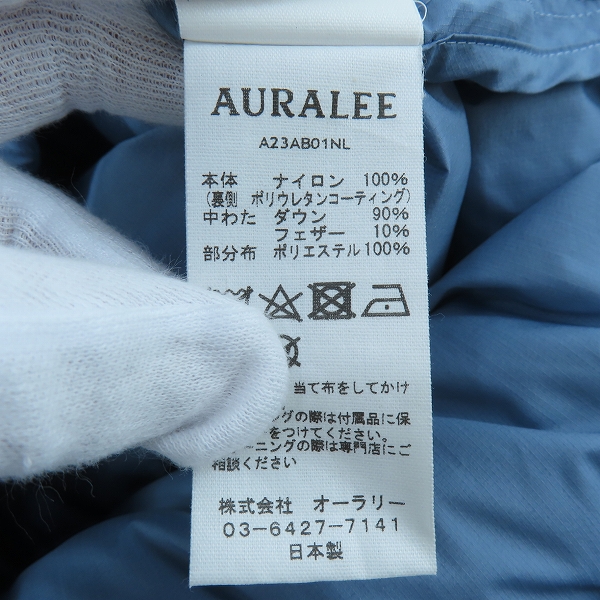 AURALEE
A23AB01NL
本体 ナイロン 100%
(裏側 ポリウレタンコーティング)
中わた ダウン 90%
フェザー 10%
部分布 ポリエステル100%
当て布をしてかけ
ングの際は付属品に保
をつけてください
ーニングの際は専門店にご
相談ください
株式会社 オーラリー
03-6427-7141
日本製